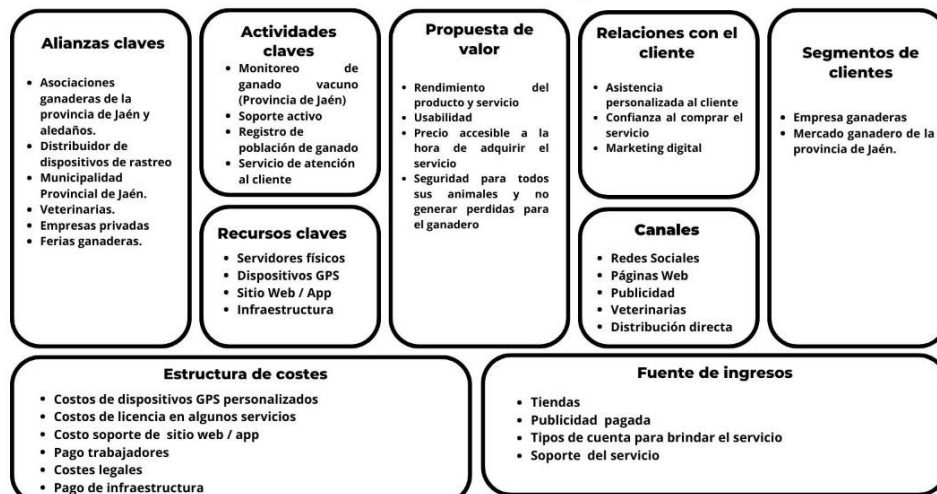 Alianzas claves
Asociaciones
ganaderas de la
provincia de Jaén y
aledaños.
Distribuidor de
dispositivos de rastreo
Municipalidad
Provincial de Jaén.
Veterinarias.
Empresas privadas
Ferias ganaderas.
Actividades
claves
Monitoreo de
ganado vacuno
(Provincia de Jaén)
Soporte activo
Registro de
población de ganado
Servicio de atención
al cliente
Recursos claves
Servidores físicos
Dispositivos GPS
Sitio Web / App
Infraestructura
Propuesta de
valor
Rendimiento del
producto y servicio
Usabilidad
Precio accesible a la
hora de adquirir el
servicio
Seguridad para todos
sus animales y no
generar perdidas para
el ganadero
Relaciones con el
cliente
Asistencia
personalizada al cliente
Confianza al comprar el
servicio
Marketing digital
Canales
Redes Sociales
Páginas Web
Publicidad
Veterinarias
Distribución directa
Segmentos de
clientes
Empresa ganaderas
Mercado ganadero de la
provincia de Jaén.
Estructura de costes
Costos de dispositivos GPS personalizados
Costos de licencia en algunos servicios
Costo soporte de sitio web / app
Pago trabajadores
Costes legales
Pago de infraestructura
Fuente de ingresos
Tiendas
Publicidad pagada
Tipos de cuenta para brindar el servicio
Soporte del servicio